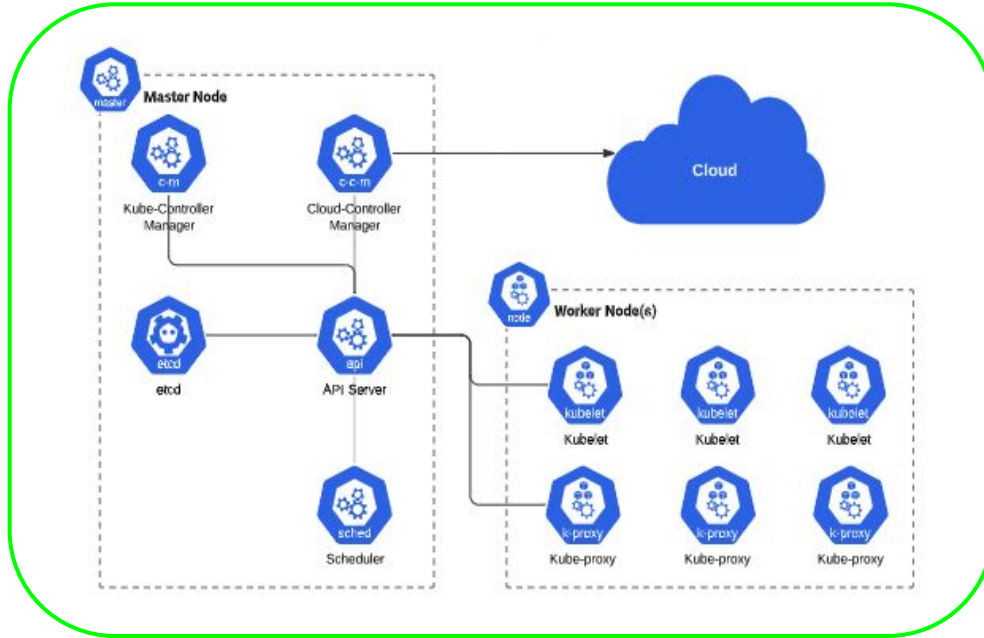 master
Master Node
c-m
c-c-m
Kube-Controller
Manager
Cloud-Controller
Manager
Cloud
node
Worker Node(s)
etcd
etcd
api
API Server
kubelet
kubelet
kubelet
Kubelet
Kubelet
Kubelet
sched
Scheduler
k-proxy
k-proxy
k-proxy
Kube-proxy
Kube-proxy
Kube-proxy